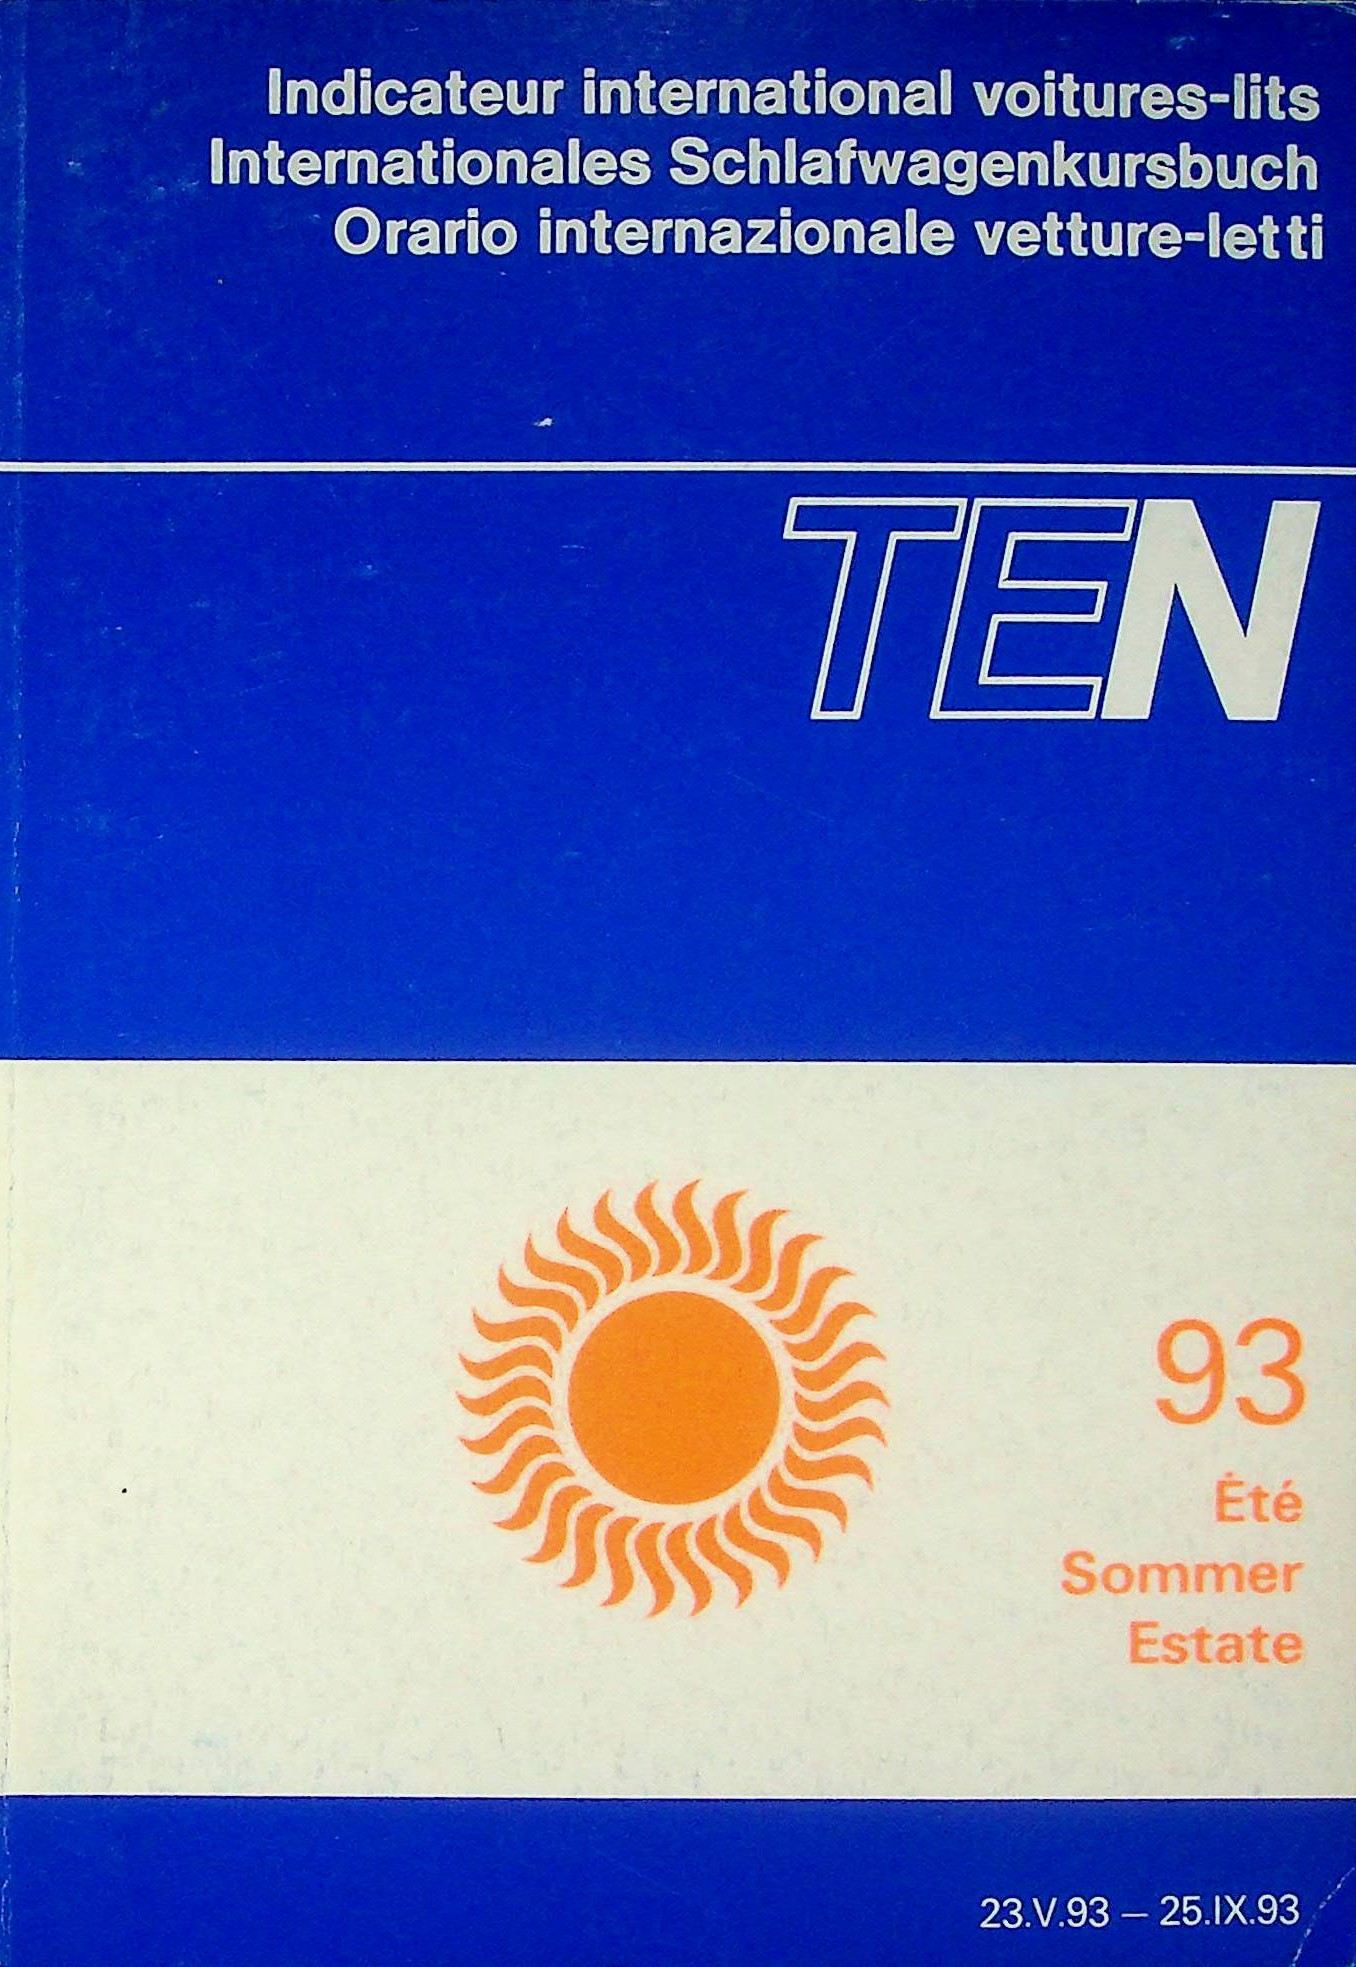 Indicateur international voitures-lits
Internationales Schlafwagenkursbuch
Orario internazionale vetture-letti
TEN
93
Été
Sommer
Estate
23.V.93 – 25.IX.93